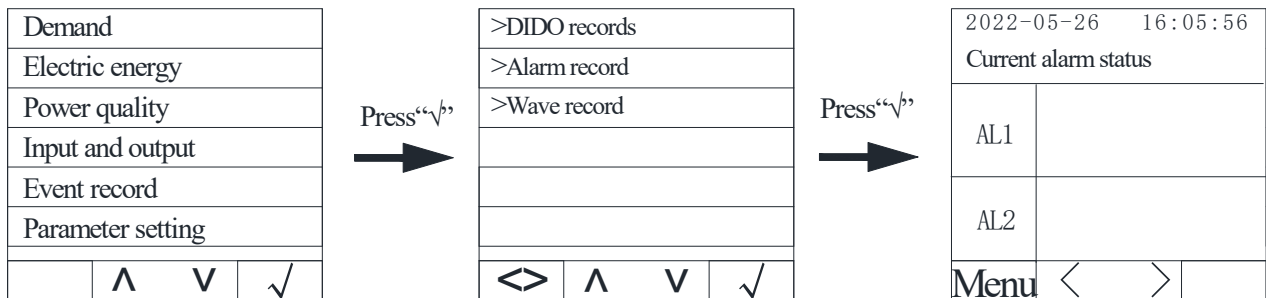 Demand
Electric energy
Power quality
Input and output
Event record
Parameter setting
∧ ∨ √
Press“√”
>DIDO records
>Alarm record
>Wave record
<> ∧ ∨ √
Press“√”
2022-05-26 16:05:56
Current alarm status
AL1
AL2
Menu < >